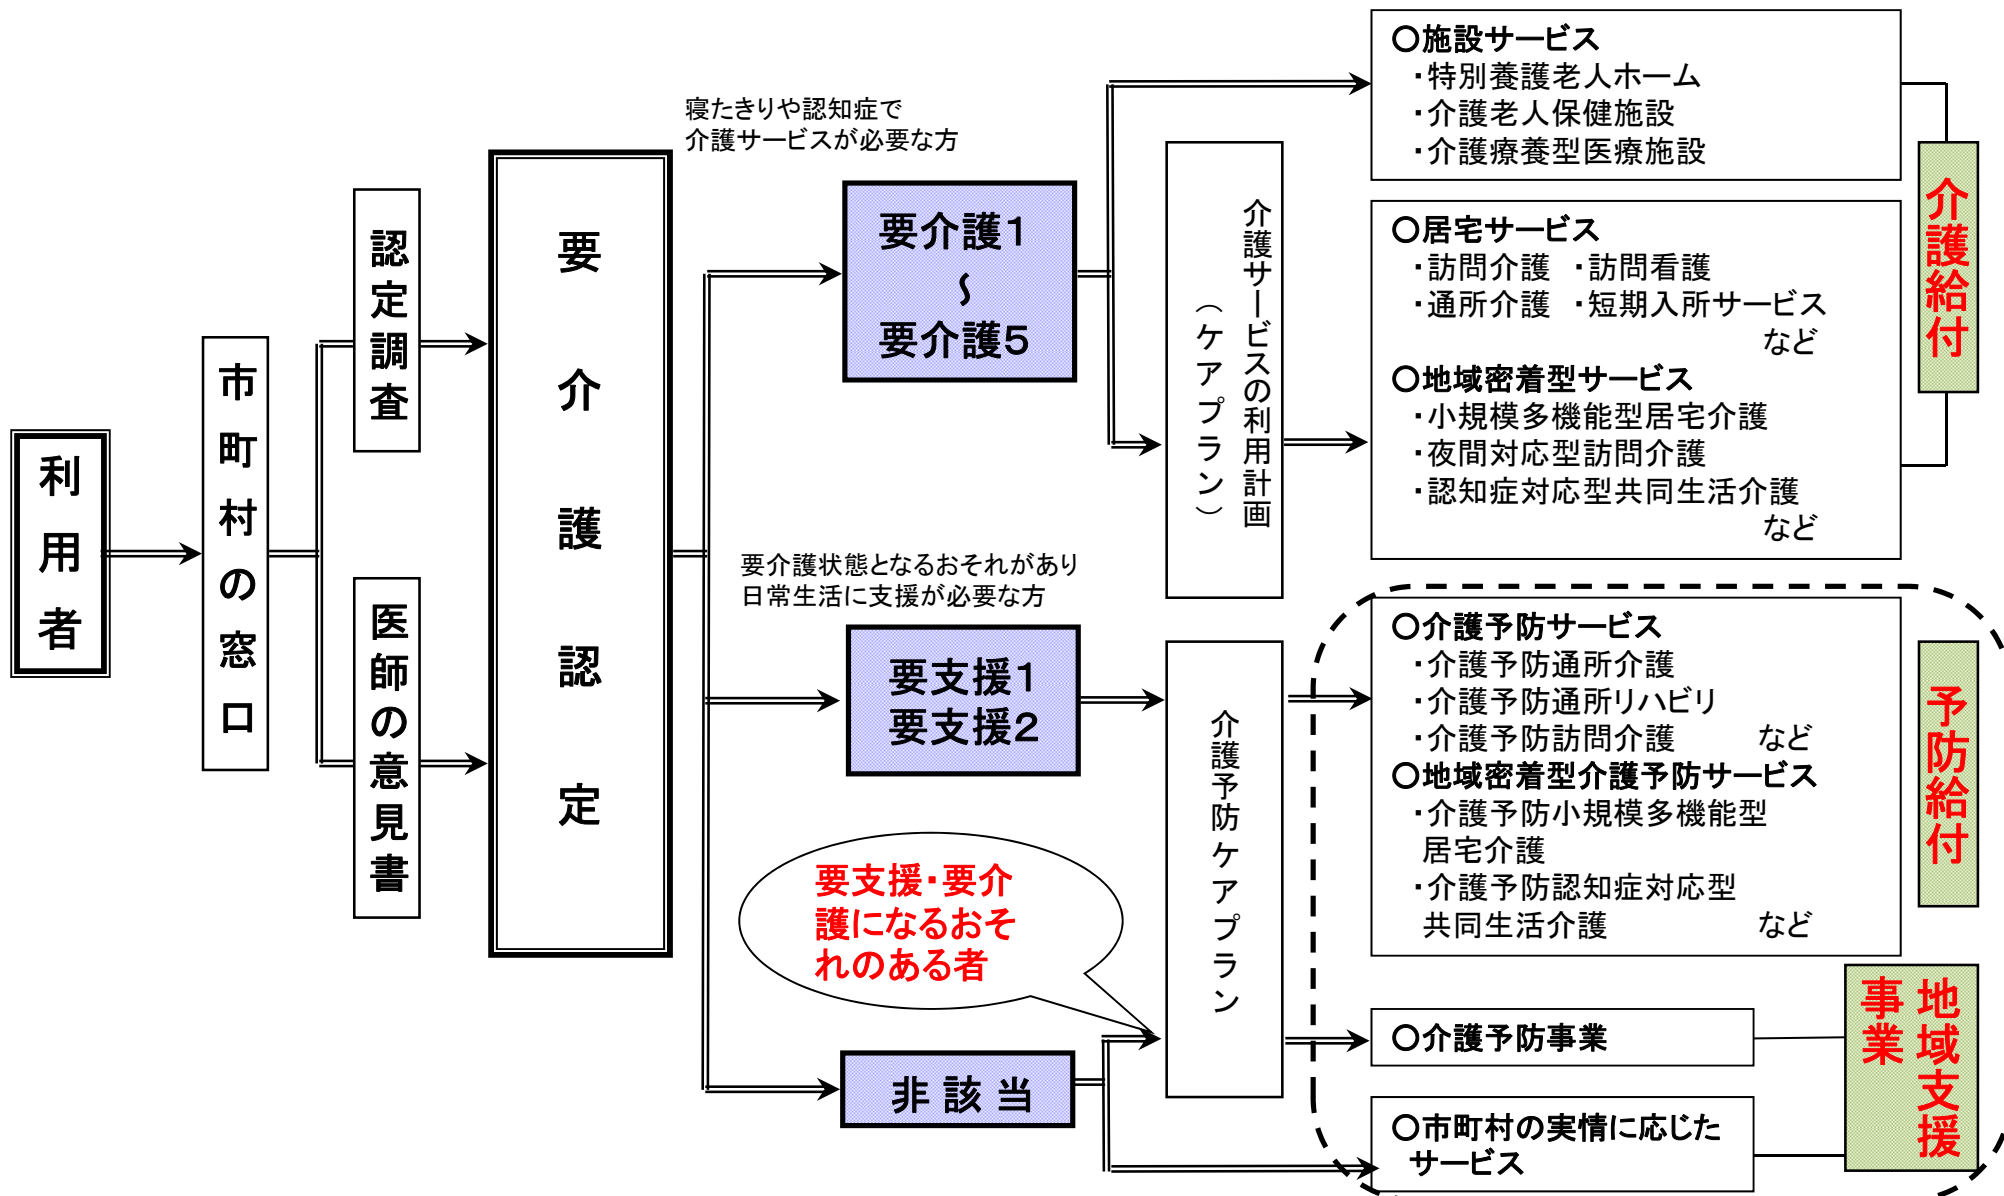 利用者
市町村の窓口
認定調査
医師の意見書
要介護認定
寝たきりや認知症で
介護サービスが必要な方
要介護1
～
要介護5
要介護状態となるおそれがあり
日常生活に支援が必要な方
要支援1
要支援2
要支援・要介
護になるおそ
れのある者
非該当
介護サービスの利用計画
（ケアプラン）
介護予防ケアプラン
○施設サービス
・特別養護老人ホーム
・介護老人保健施設
・介護療養型医療施設
○居宅サービス
・訪問介護 ・訪問看護
・通所介護 ・短期入所サービス
など
○地域密着型サービス
・小規模多機能型居宅介護
・夜間対応型訪問介護
・認知症対応型共同生活介護
など
介護給付
○介護予防サービス
・介護予防通所介護
・介護予防通所リハビリ
・介護予防訪問介護 など
○地域密着型介護予防サービス
・介護予防小規模多機能型
居宅介護
・介護予防認知症対応型
共同生活介護 など
予防給付
○介護予防事業
○市町村の実情に応じた
サービス
地域支援
事業